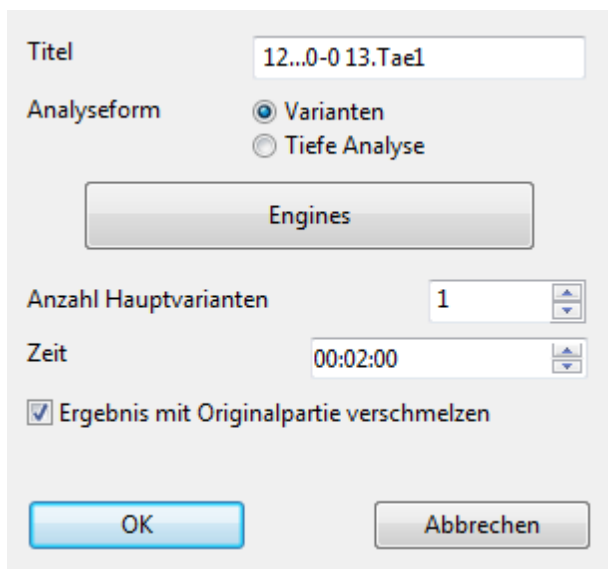 Titel 12...0-0 13.Tae1
Analyseform Varianten
Tiefe Analyse
Engines
Anzahl Hauptvarianten 1
Zeit 00:02:00
Ergebnis mit Originalpartie verschmelzen
OK Abbrechen